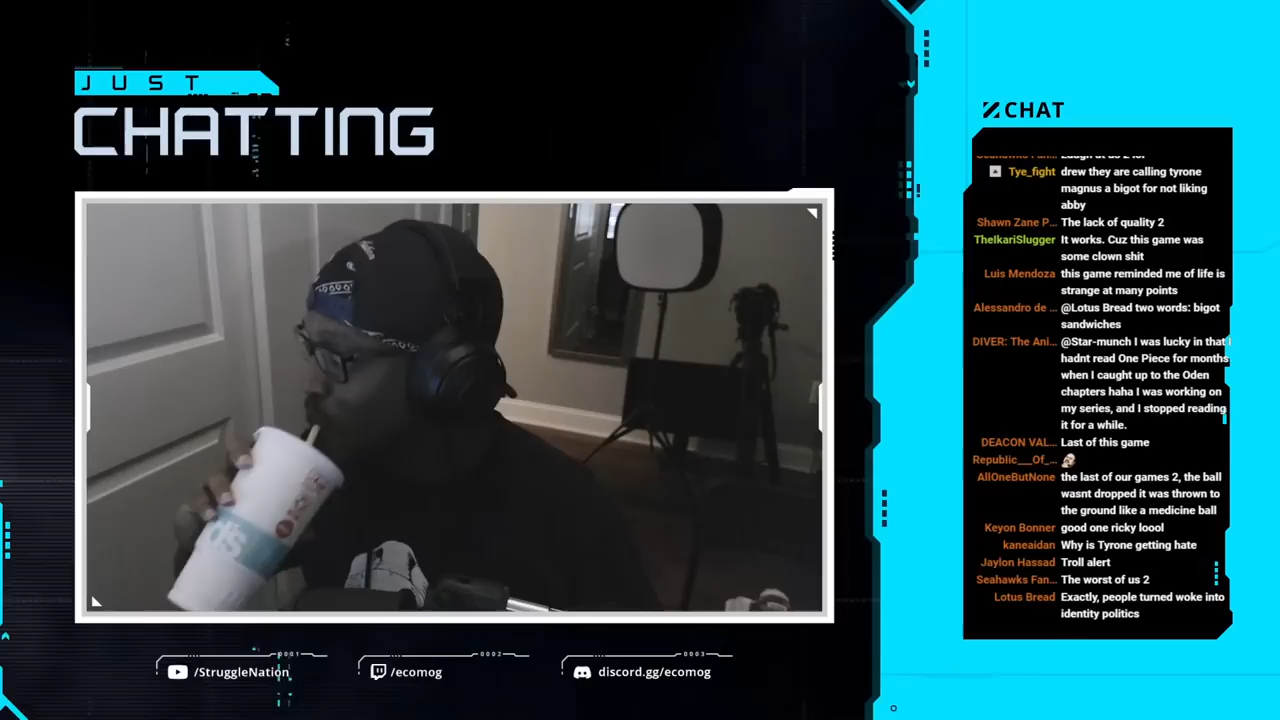 JUST
CHATTING
CHAT
Tye_fight drew they are calling tyrone
magnus a bigot for not liking
abby
Shawn Zane P... The lack of quality 2
TheIkariSlugger It works. Cuz this game was
some clown shit
Luis Mendoza this game reminded me of life is
strange at many points
Alessandro de ... @Lotus Bread two words: bigot
sandwiches
DIVER: The Ani... @Star-munch I was lucky in that I
hadnt read One Piece for months
when I caught up to the Oden
chapters haha I was working on
my series, and I stopped reading
it for a while.
DEACON VAL... Last of this game
Republic___Of_...
AllOneButNone the last of our games 2, the ball
wasnt dropped it was thrown to
the ground like a medicine ball
Keyon Bonner good one ricky loool
kaneaidan Why is Tyrone getting hate
Jaylon Hassad Troll alert
Seahawks Fan... The worst of us 2
Lotus Bread Exactly, people turned woke into
identity politics
0001
/StruggleNation
0002
/ecomog
0003
discord.gg/ecomog